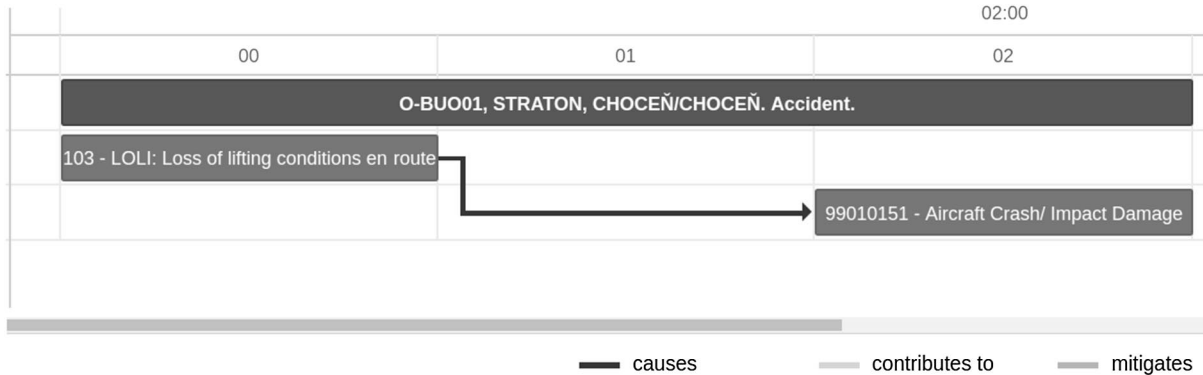 02:00
00 01 02
O-BUO01, STRATON, CHOCEŇ/CHOCEŇ. Accident.
103 - LOLI: Loss of lifting conditions en route
99010151 - Aircraft Crash/ Impact Damage
causes contributes to mitigates